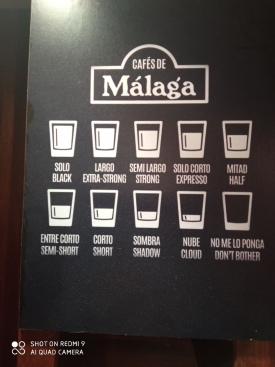 CAFÉS DE
Málaga
SOLO LARGO SEMI LARGO SOLO CORTO MITAD
BLACK EXTRA-STRONG STRONG EXPRESSO HALF
ENTRE CORTO CORTO SOMBRA NUBE NO ME LO PONGA
SEMI-SHORT SHORT SHADOW CLOUD DON'T BOTHER
SHOT ON REDMI 9
AI QUAD CAMERA